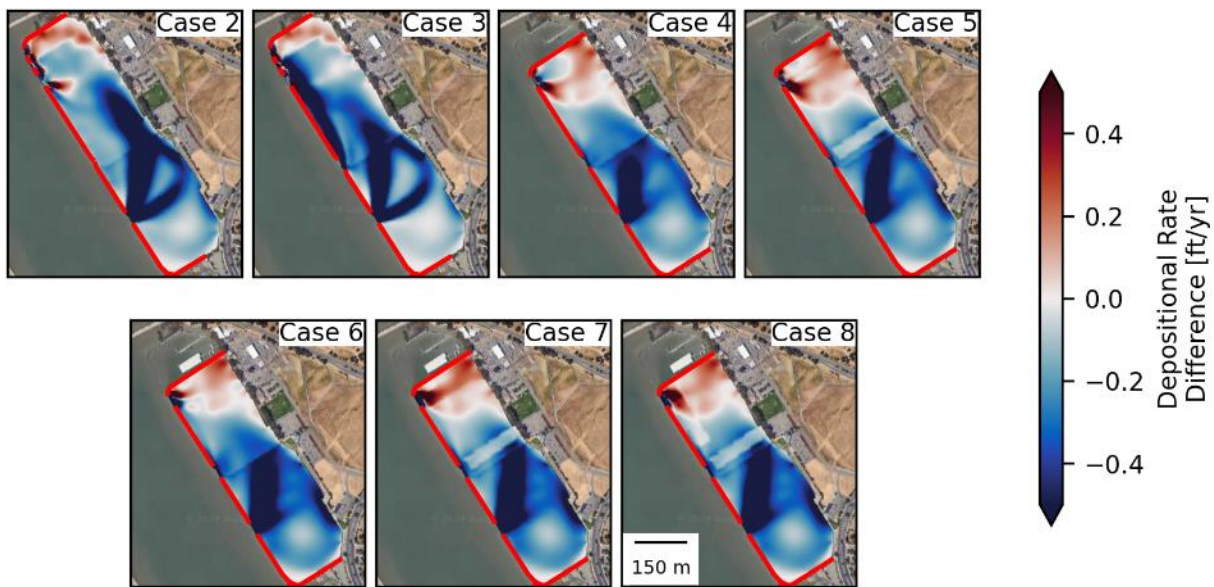 Case 2
Case 3
Case 4
Case 5
Case 6
Case 7
Case 8
150 m
0.4
0.2
0.0
−0.2
−0.4
Depositional Rate
Difference [ft/yr]